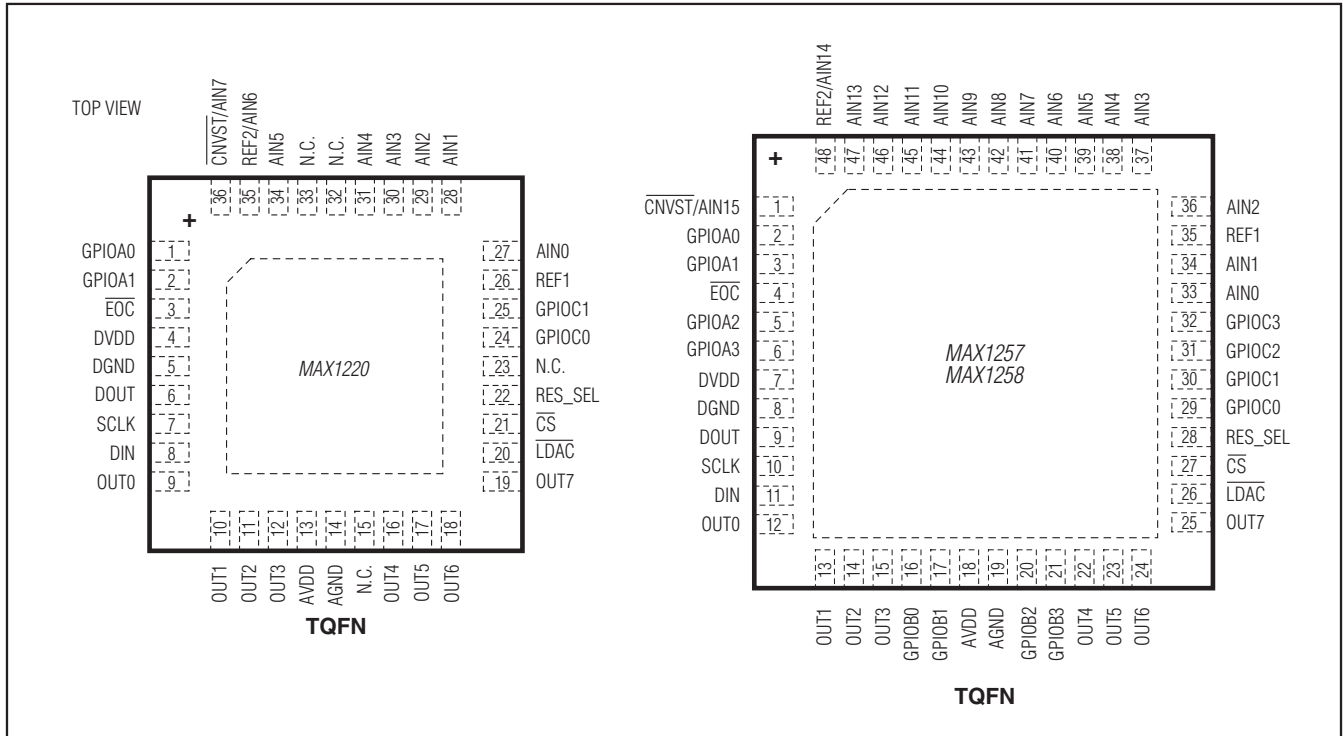 TOP VIEW
CNVST/AIN7
REF2/AIN6
AIN5
N.C.
N.C.
AIN4
AIN3
AIN2
AIN1
36 35 34 33 32 31 30 29 28
+
GPIOA0 1
GPIOA1 2
EOC 3
DVDD 4
DGND 5
DOUT 6
SCLK 7
DIN 8
OUT0 9
MAX1220
27 AIN0
26 REF1
25 GPIOC1
24 GPIOC0
23 N.C.
22 RES_SEL
21 CS
20 LDAC
19 OUT7
10 11 12 13 14 15 16 17 18
OUT1
OUT2
OUT3
AVDD
AGND
N.C.
OUT4
OUT5
OUT6
TQFN
REF2/AIN14
AIN13
AIN12
AIN11
AIN10
AIN9
AIN8
AIN7
AIN6
AIN5
AIN4
AIN3
48 47 46 45 44 43 42 41 40 39 38 37
+
CNVST/AIN15 1
GPIOA0 2
GPIOA1 3
EOC 4
GPIOA2 5
GPIOA3 6
DVDD 7
DGND 8
DOUT 9
SCLK 10
DIN 11
OUT0 12
MAX1257
MAX1258
36 AIN2
35 REF1
34 AIN1
33 AIN0
32 GPIOC3
31 GPIOC2
30 GPIOC1
29 GPIOC0
28 RES_SEL
27 CS
26 LDAC
25 OUT7
13 14 15 16 17 18 19 20 21 22 23 24
OUT1
OUT2
OUT3
GPIOB0
GPIOB1
AVDD
AGND
GPIOB2
GPIOB3
OUT4
OUT5
OUT6
TQFN